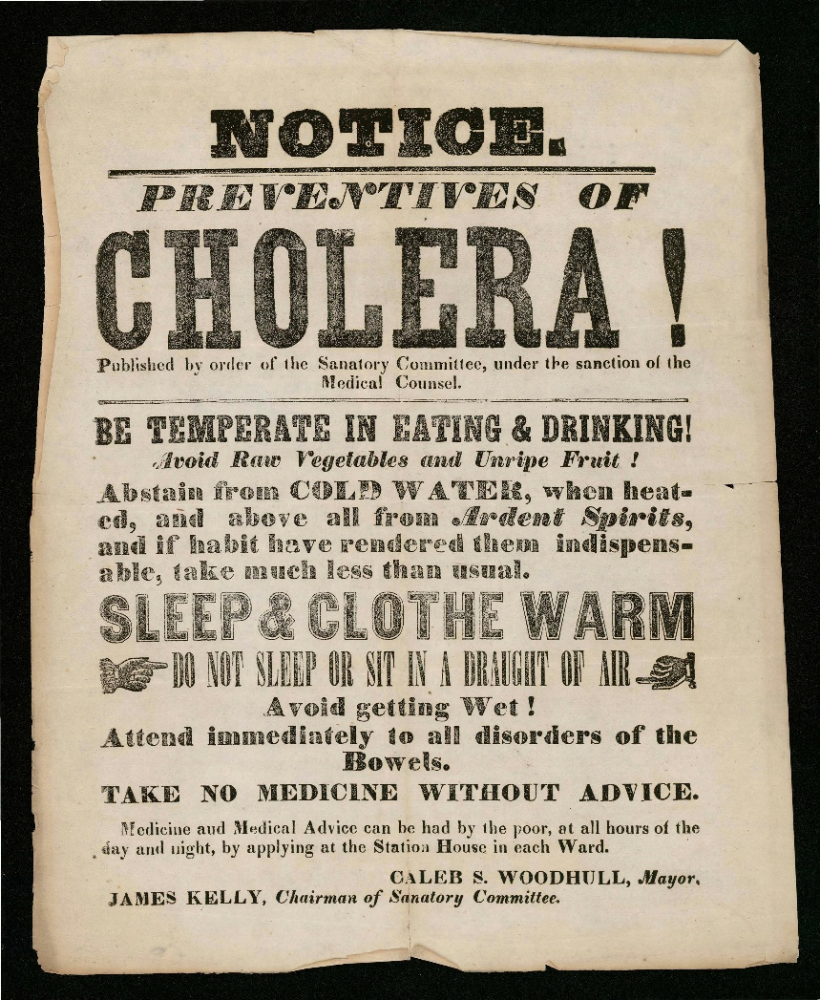 NOTICE.
PREVENTIVES OF
CHOLERA!
Published by order of the Sanatory Committee, under the sanction of the
Medical Counsel.
BE TEMPERATE IN EATING & DRINKING!
Avoid Raw Vegetables and Unripe Fruit !
Abstain from COLD WATER, when heat-
ed, and above all from Ardent Spirits,
and if habit have rendered them indispens-
able, take much less than usual.
SLEEP & CLOTHE WARM
DO NOT SLEEP OR SIT IN A DRAUGHT OF AIR
Avoid getting Wet !
Attend immediately to all disorders of the
Bowels.
TAKE NO MEDICINE WITHOUT ADVICE.
Medicine and Medical Advice can be had by the poor, at all hours of the
day and night, by applying at the Station House in each Ward.
CALEB S. WOODHULL, Mayor.
JAMES KELLY, Chairman of Sanatory Committee.